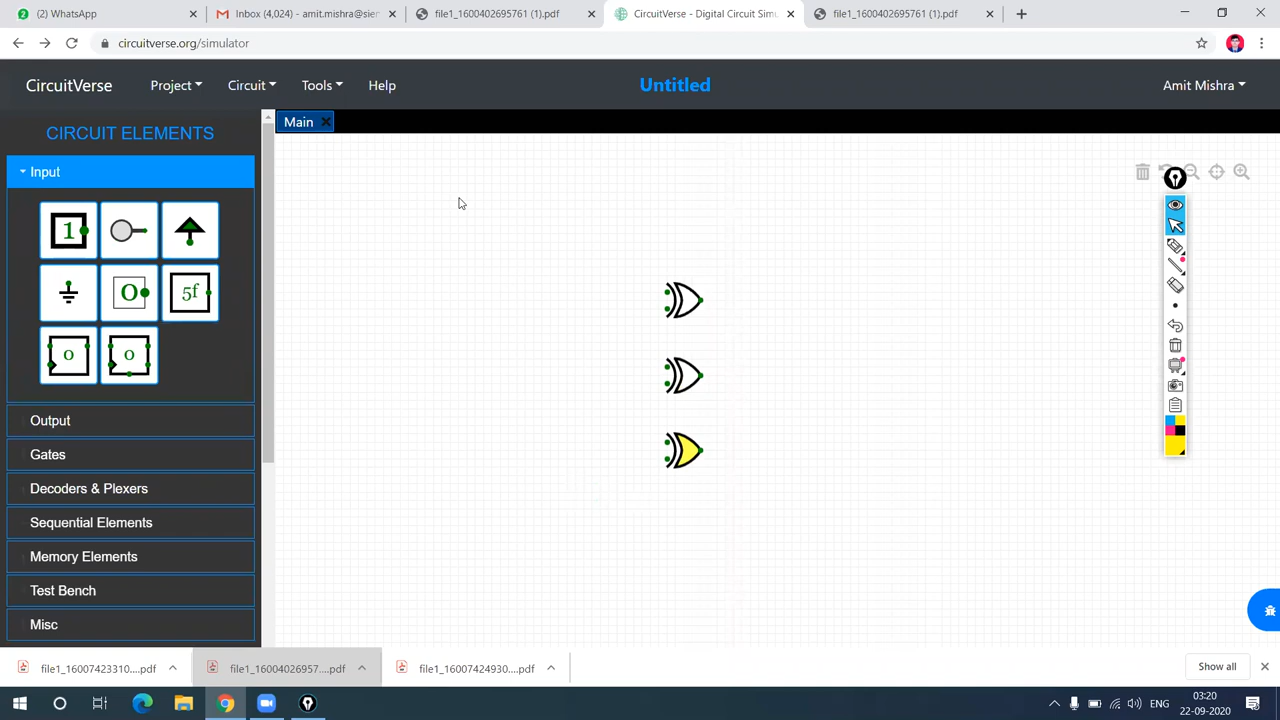 (2) WhatsApp
Inbox (4,024) - amit.mishra@sier
file1_1600402695761 (1).pdf
CircuitVerse - Digital Circuit Simu
file1_1600402695761 (1).pdf
circuitverse.org/simulator
CircuitVerse
Project
Circuit
Tools
Help
Untitled
Amit Mishra
Main
CIRCUIT ELEMENTS
Input
1
O
5f
0
0
Output
Gates
Decoders & Plexers
Sequential Elements
Memory Elements
Test Bench
Misc
file1_16007423310....pdf
file1_16004026957....pdf
file1_16007424930....pdf
Show all
ENG
03:20
22-09-2020